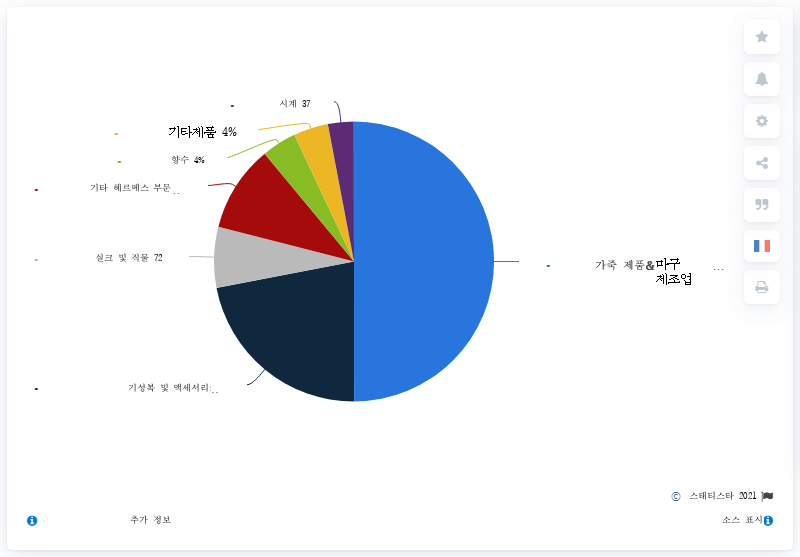 시계 37
기타제품 4%
향수 4%
기타 헤르메스 부문..
실크 및 직물 72
가죽 제품&마구 ...
제조업
기성복 및 액세서리:..
© 스태티스타 2021
추가 정보
소스 표시